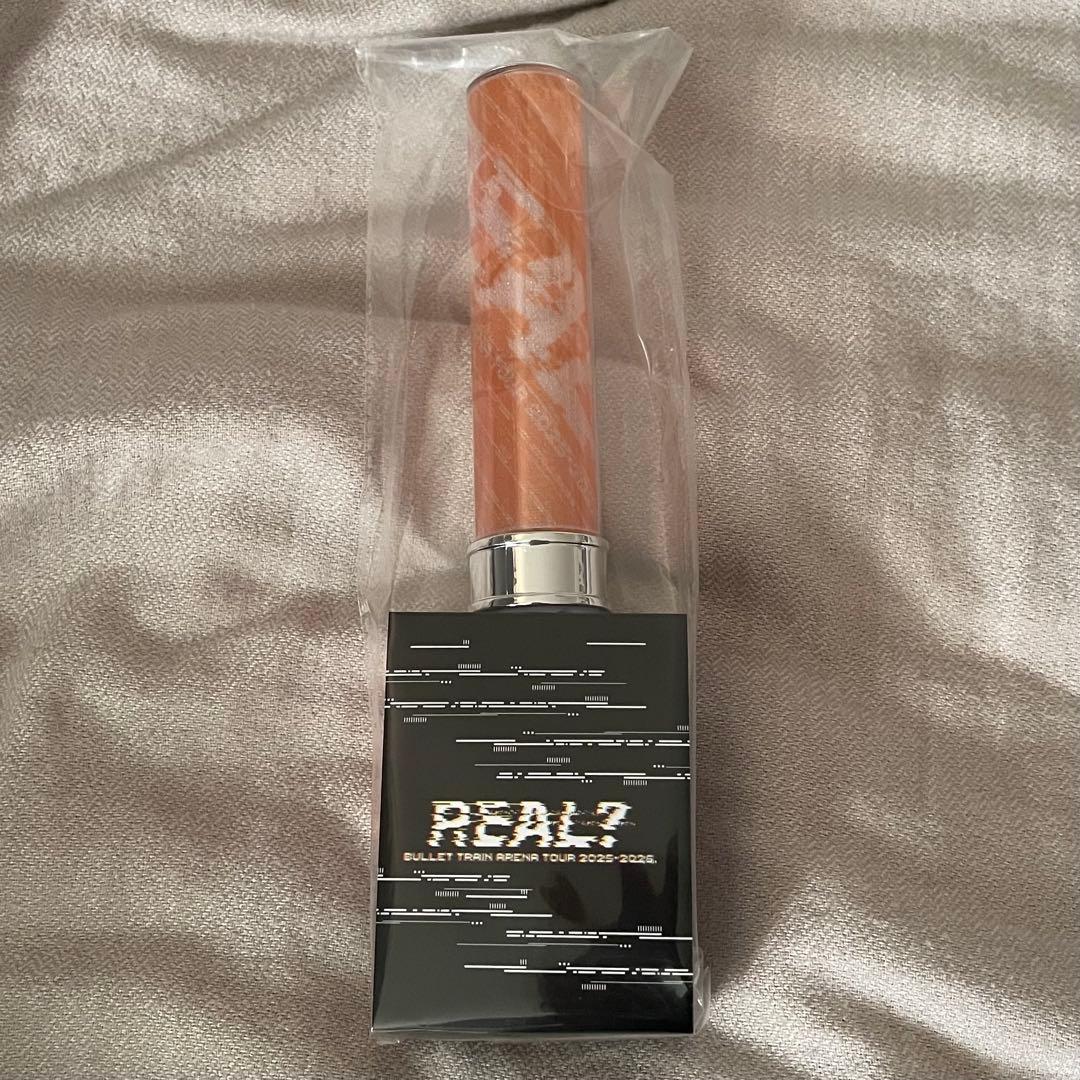 REAL?
BULLET TRAIN ARENA TOUR 2025-2026